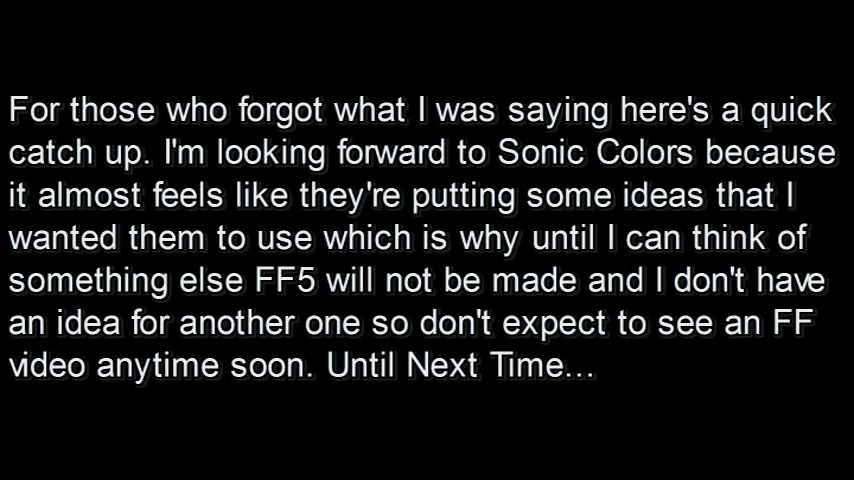 For those who forgot what I was saying here's a quick
catch up. I'm looking forward to Sonic Colors because
it almost feels like they're putting some ideas that I
wanted them to use which is why until I can think of
something else FF5 will not be made and I don't have
an idea for another one so don't expect to see an FF
video anytime soon. Until Next Time...